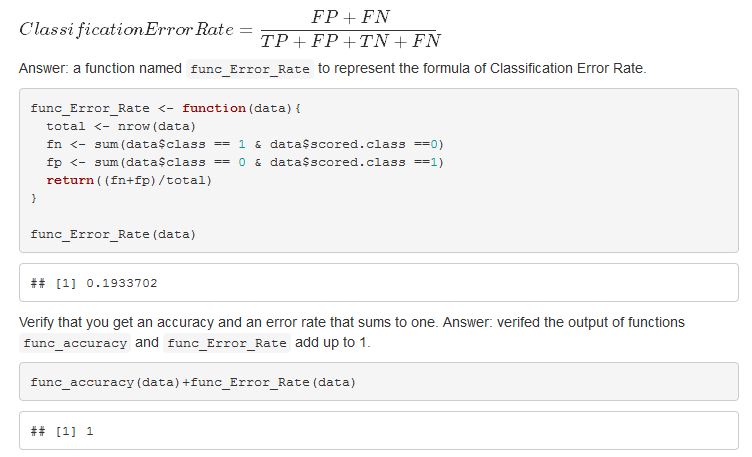 ClassificationErrorRate = FP + FN / TP + FP + TN + FN
Answer: a function named func_Error_Rate to represent the formula of Classification Error Rate.
func_Error_Rate <- function(data){
  total <- nrow(data)
  fn <- sum(data$class == 1 & data$scored.class ==0)
  fp <- sum(data$class == 0 & data$scored.class ==1)
  return((fn+fp)/total)
}
func_Error_Rate(data)
## [1] 0.1933702
Verify that you get an accuracy and an error rate that sums to one. Answer: verifed the output of functions
func_accuracy and func_Error_Rate add up to 1.
func_accuracy(data)+func_Error_Rate(data)
## [1] 1